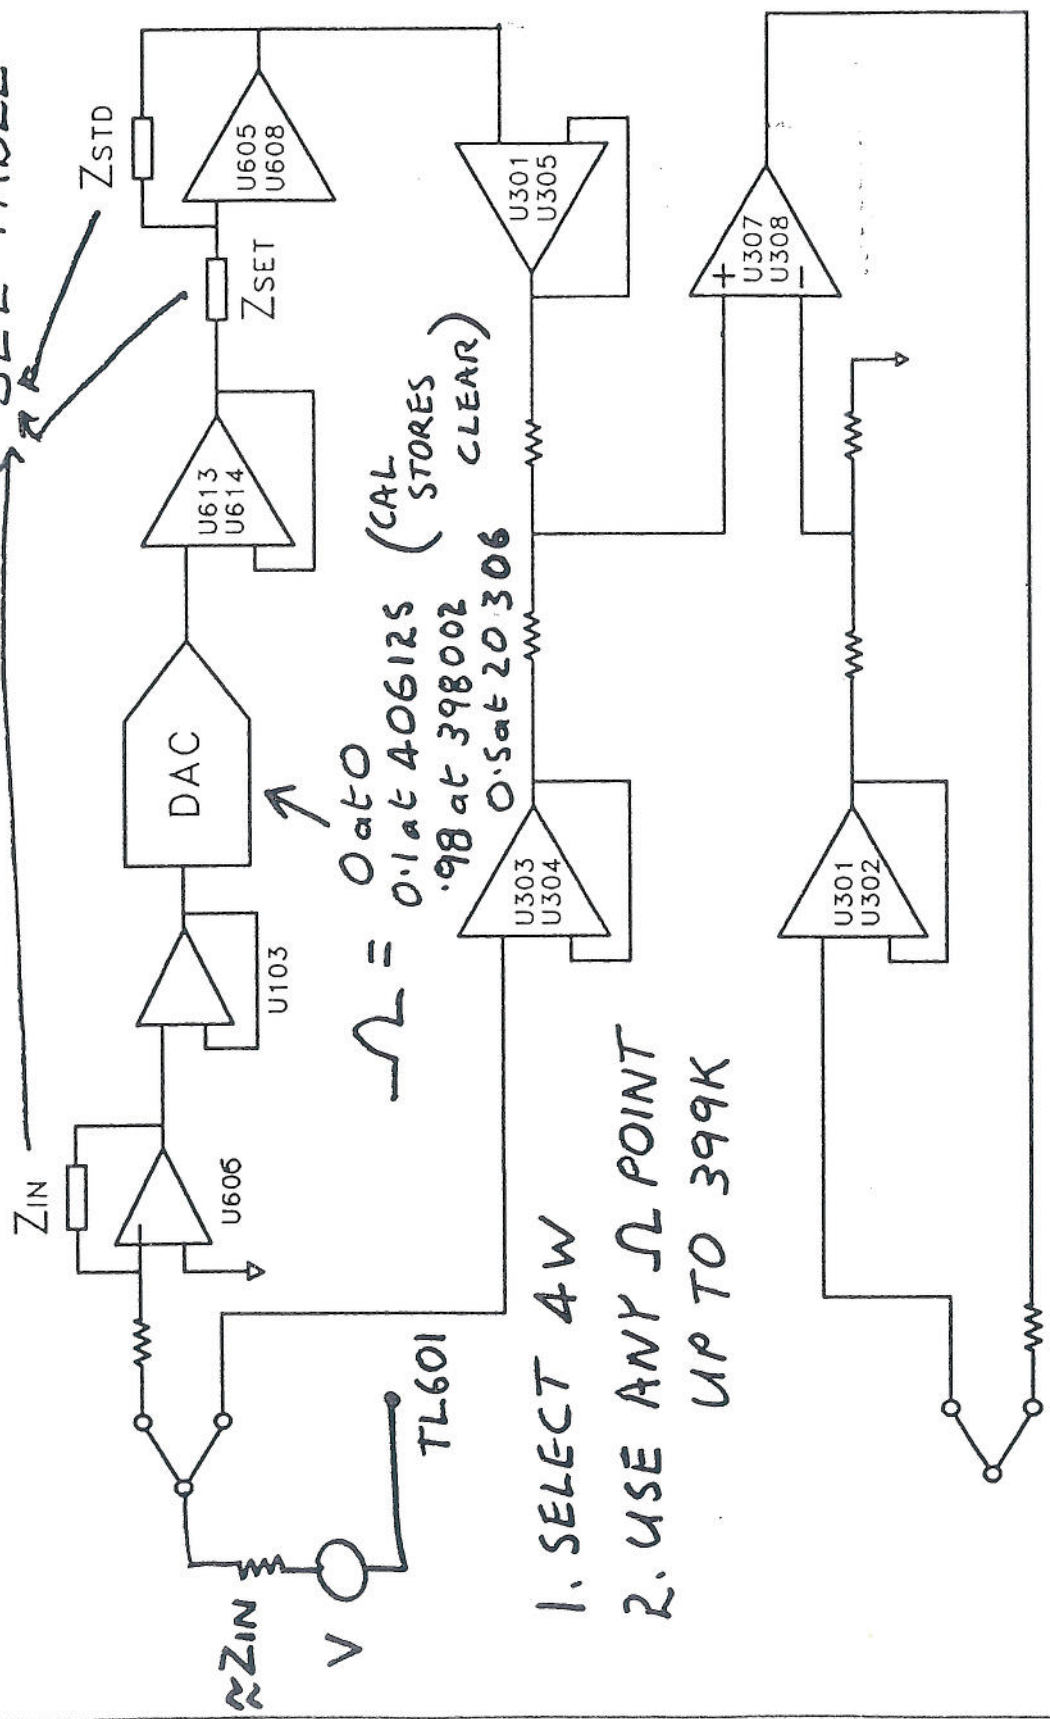 SEE TABLE
ZIN
U606
U103
DAC
U613
U614
ZSET
ZSTD
U605
U608
≈ZIN
V
TL601
Ω = 0 at 0
0.1 at 406125 (CAL
.98 at 398002 STORES
0.5 at 20306 CLEAR)
U303
U304
U301
U305
U307
U308
+
−
U301
U302
−
1. SELECT 4W
2. USE ANY Ω POINT
UP TO 399K